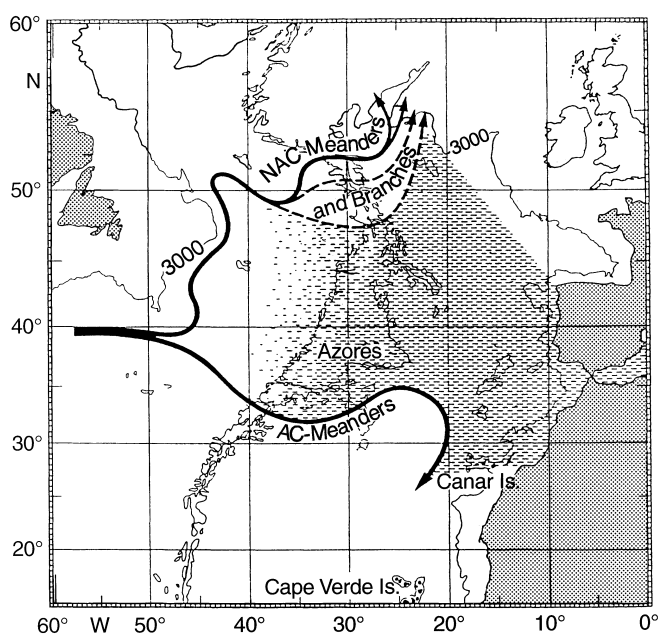 60°
N
NAC-Meanders
3000
50°
and Branches
3000
40°
Azores
AC-Meanders
30°
Canar Is.
20°
Cape Verde Is.
60° W 50° 40° 30° 20° 10° 0°